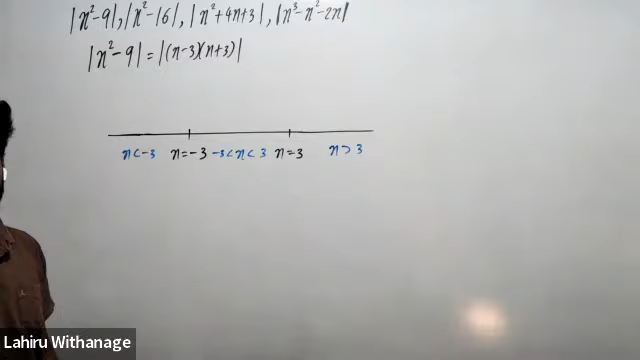 |x²-9|, |x²-16|, |x²+4x+3|, |x³-x²-2x|
|x²-9| = |(x-3)(x+3)|
x<-3 x=-3 -3<x<3 x=3 x>3
Lahiru Withanage